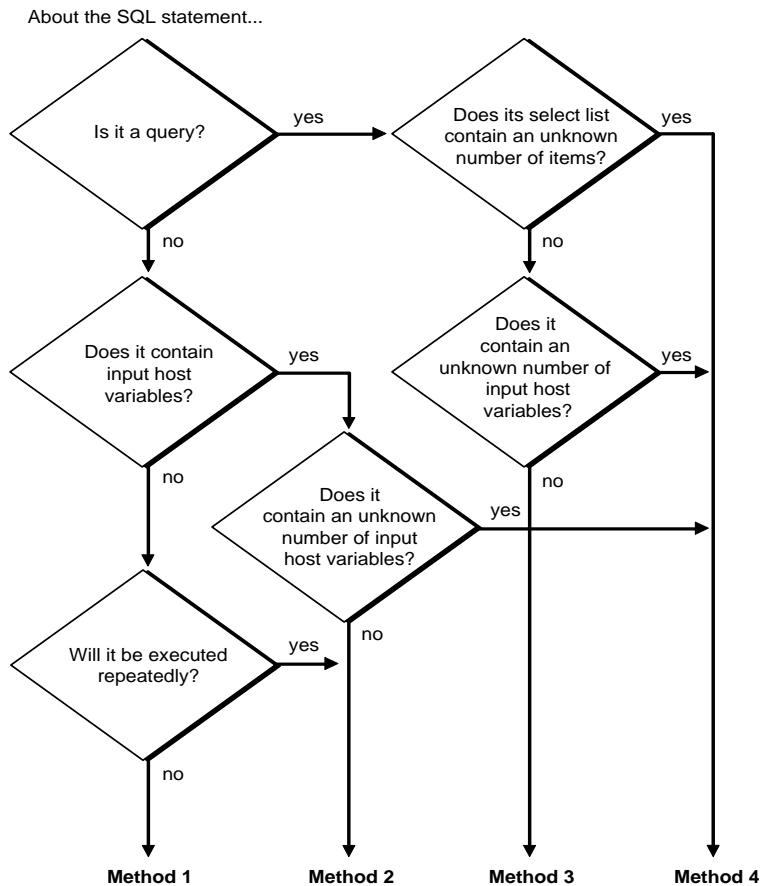 About the SQL statement...
Is it a query?
yes
Does its select list
contain an unknown
number of items?
yes
no
no
Does it contain
input host
variables?
yes
Does it
contain an
unknown number of
input host
variables?
yes
no
no
Does it
contain an unknown
number of input
host variables?
yes
no
Will it be executed
repeatedly?
yes
no
Method 1
Method 2
Method 3
Method 4